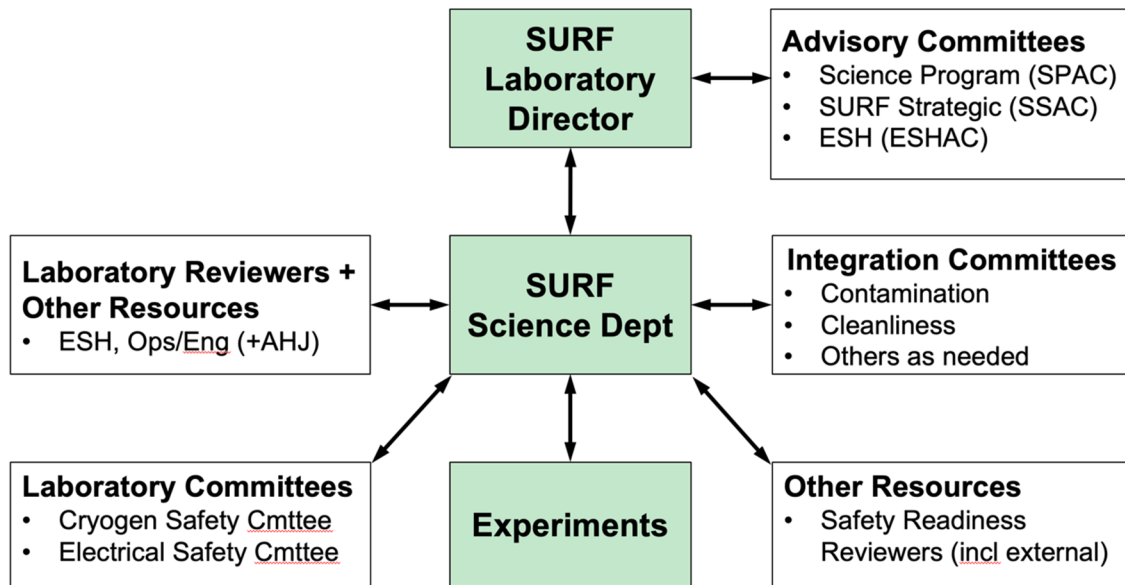 SURF
Laboratory
Director
Advisory Committees
• Science Program (SPAC)
• SURF Strategic (SSAC)
• ESH (ESHAC)
Laboratory Reviewers +
Other Resources
• ESH, Ops/Eng (+AHJ)
SURF
Science Dept
Integration Committees
• Contamination
• Cleanliness
• Others as needed
Laboratory Committees
• Cryogen Safety Cmttee
• Electrical Safety Cmttee
Experiments
Other Resources
• Safety Readiness
Reviewers (incl external)